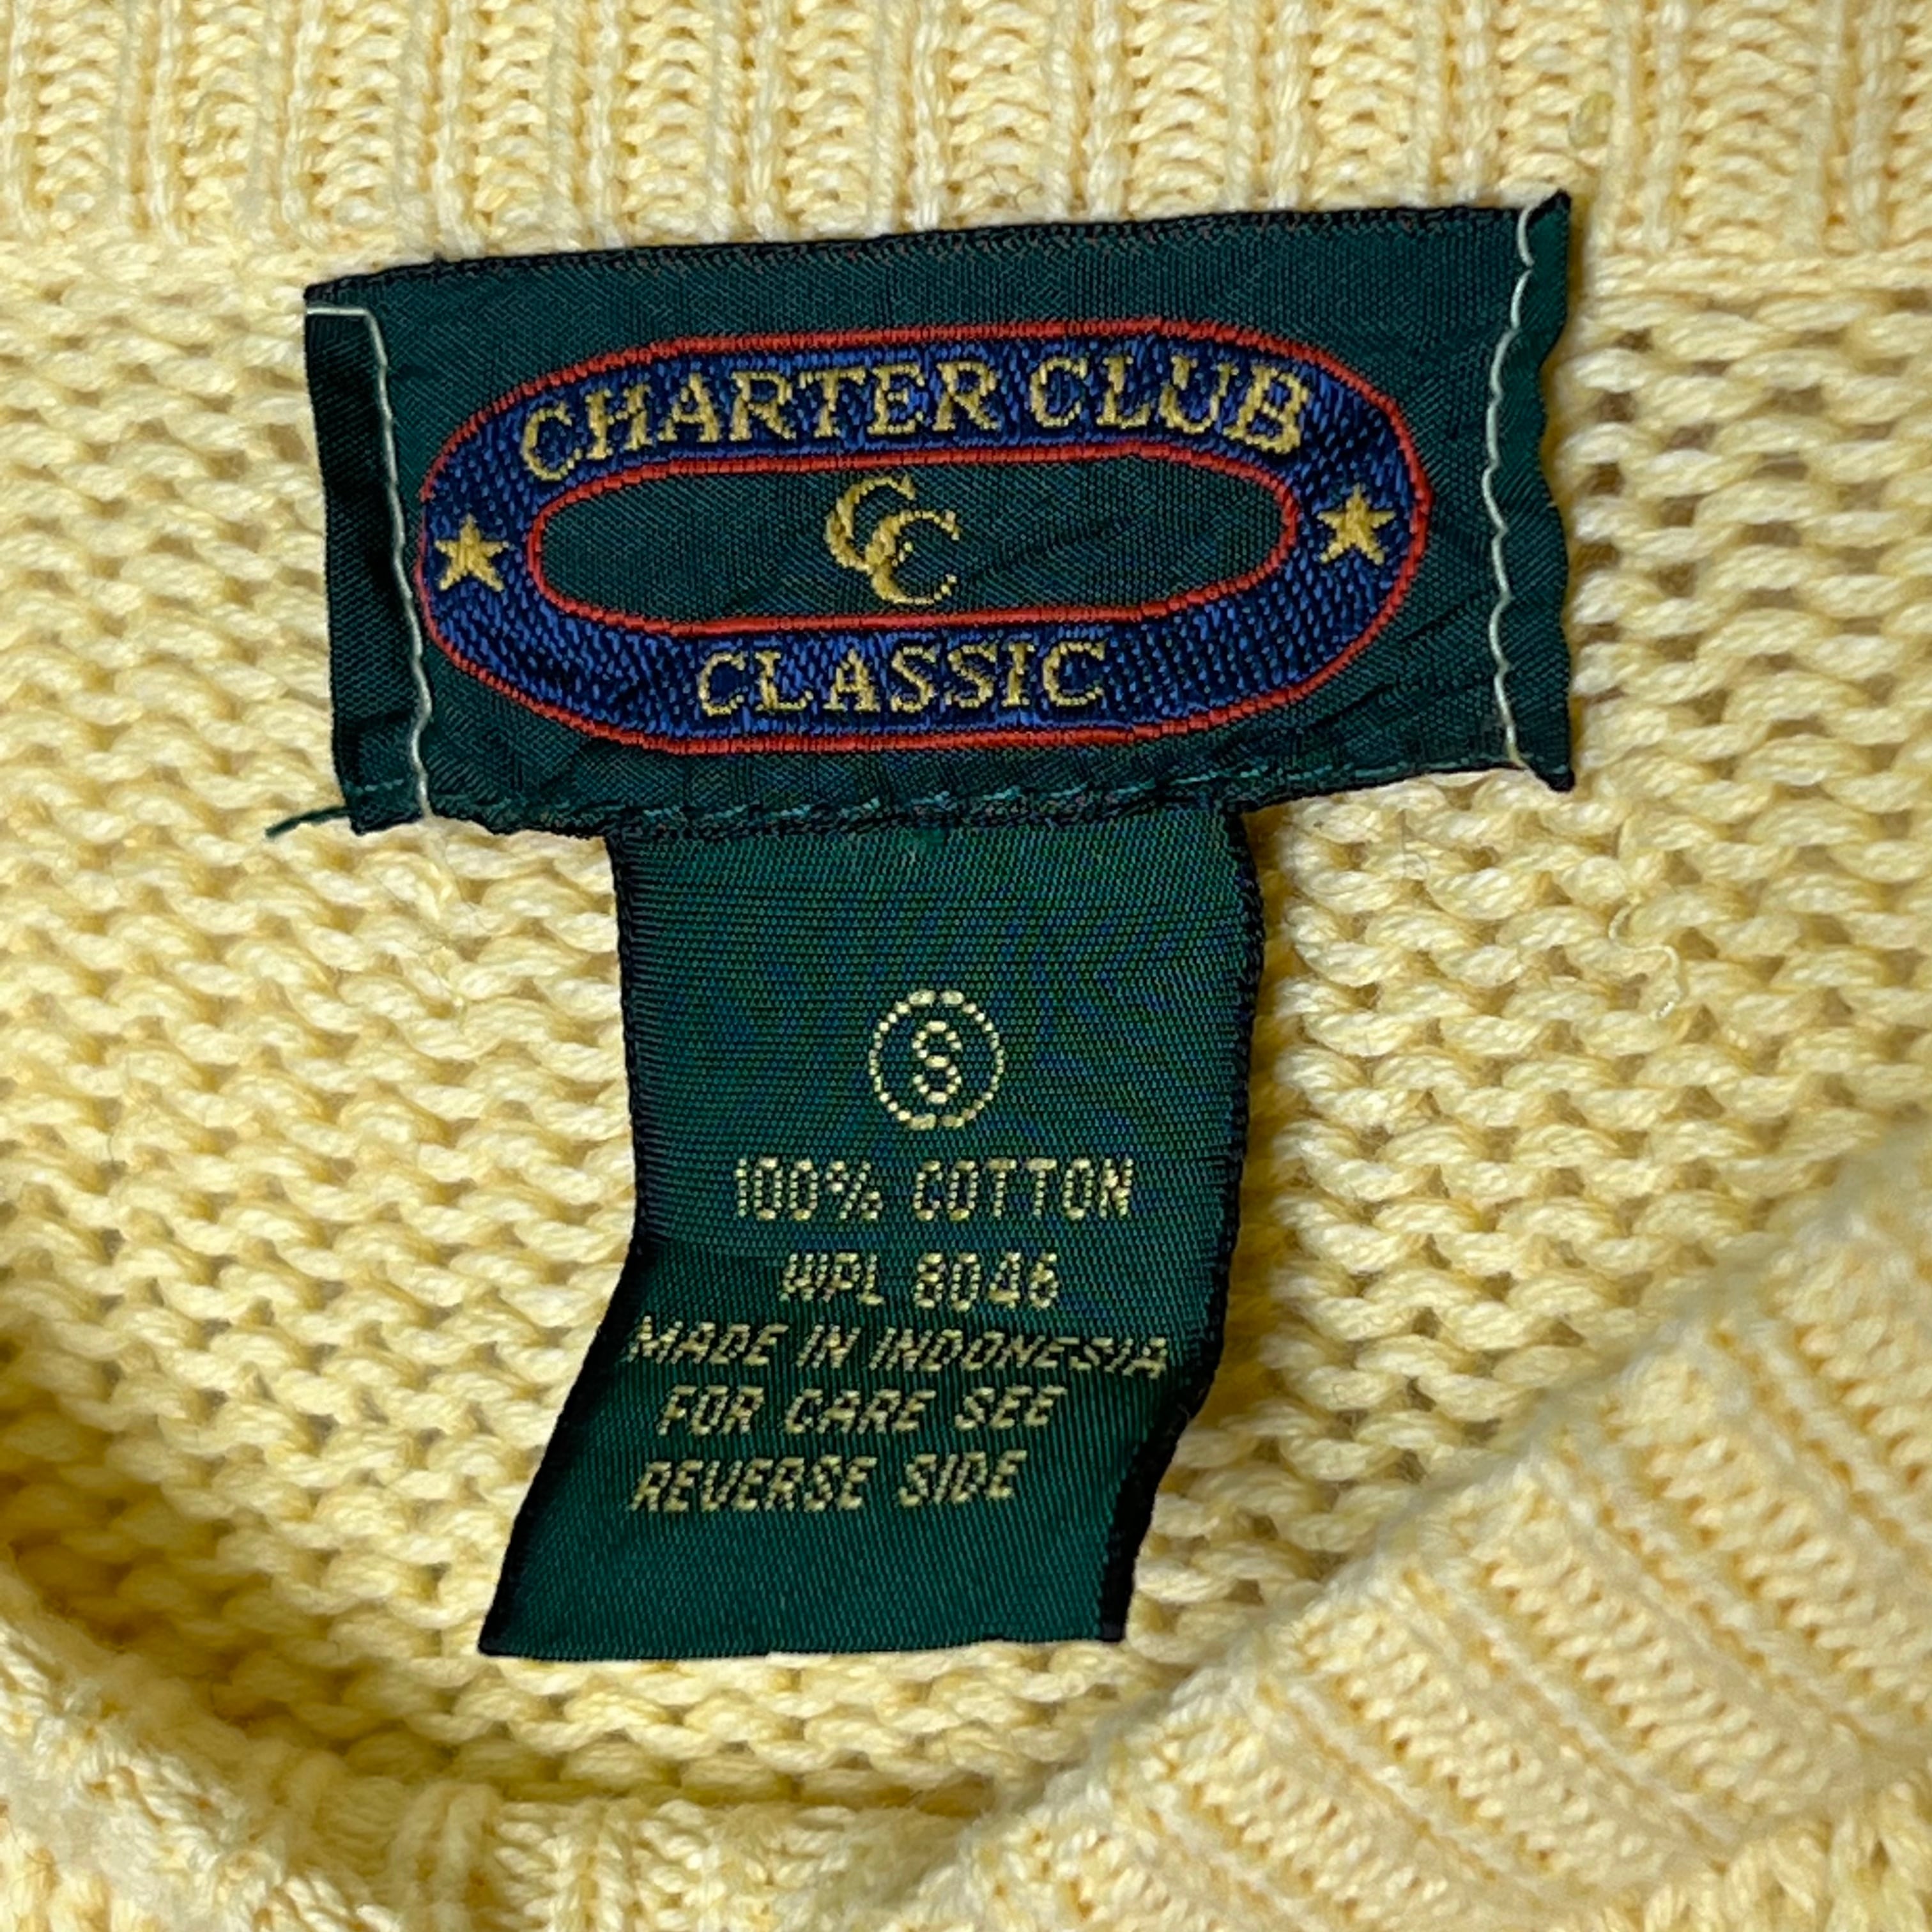 CHARTER CLUB
CC
CLASSIC
S
100% COTTON
WPL 8046
MADE IN INDONESIA
FOR CARE SEE
REVERSE SIDE